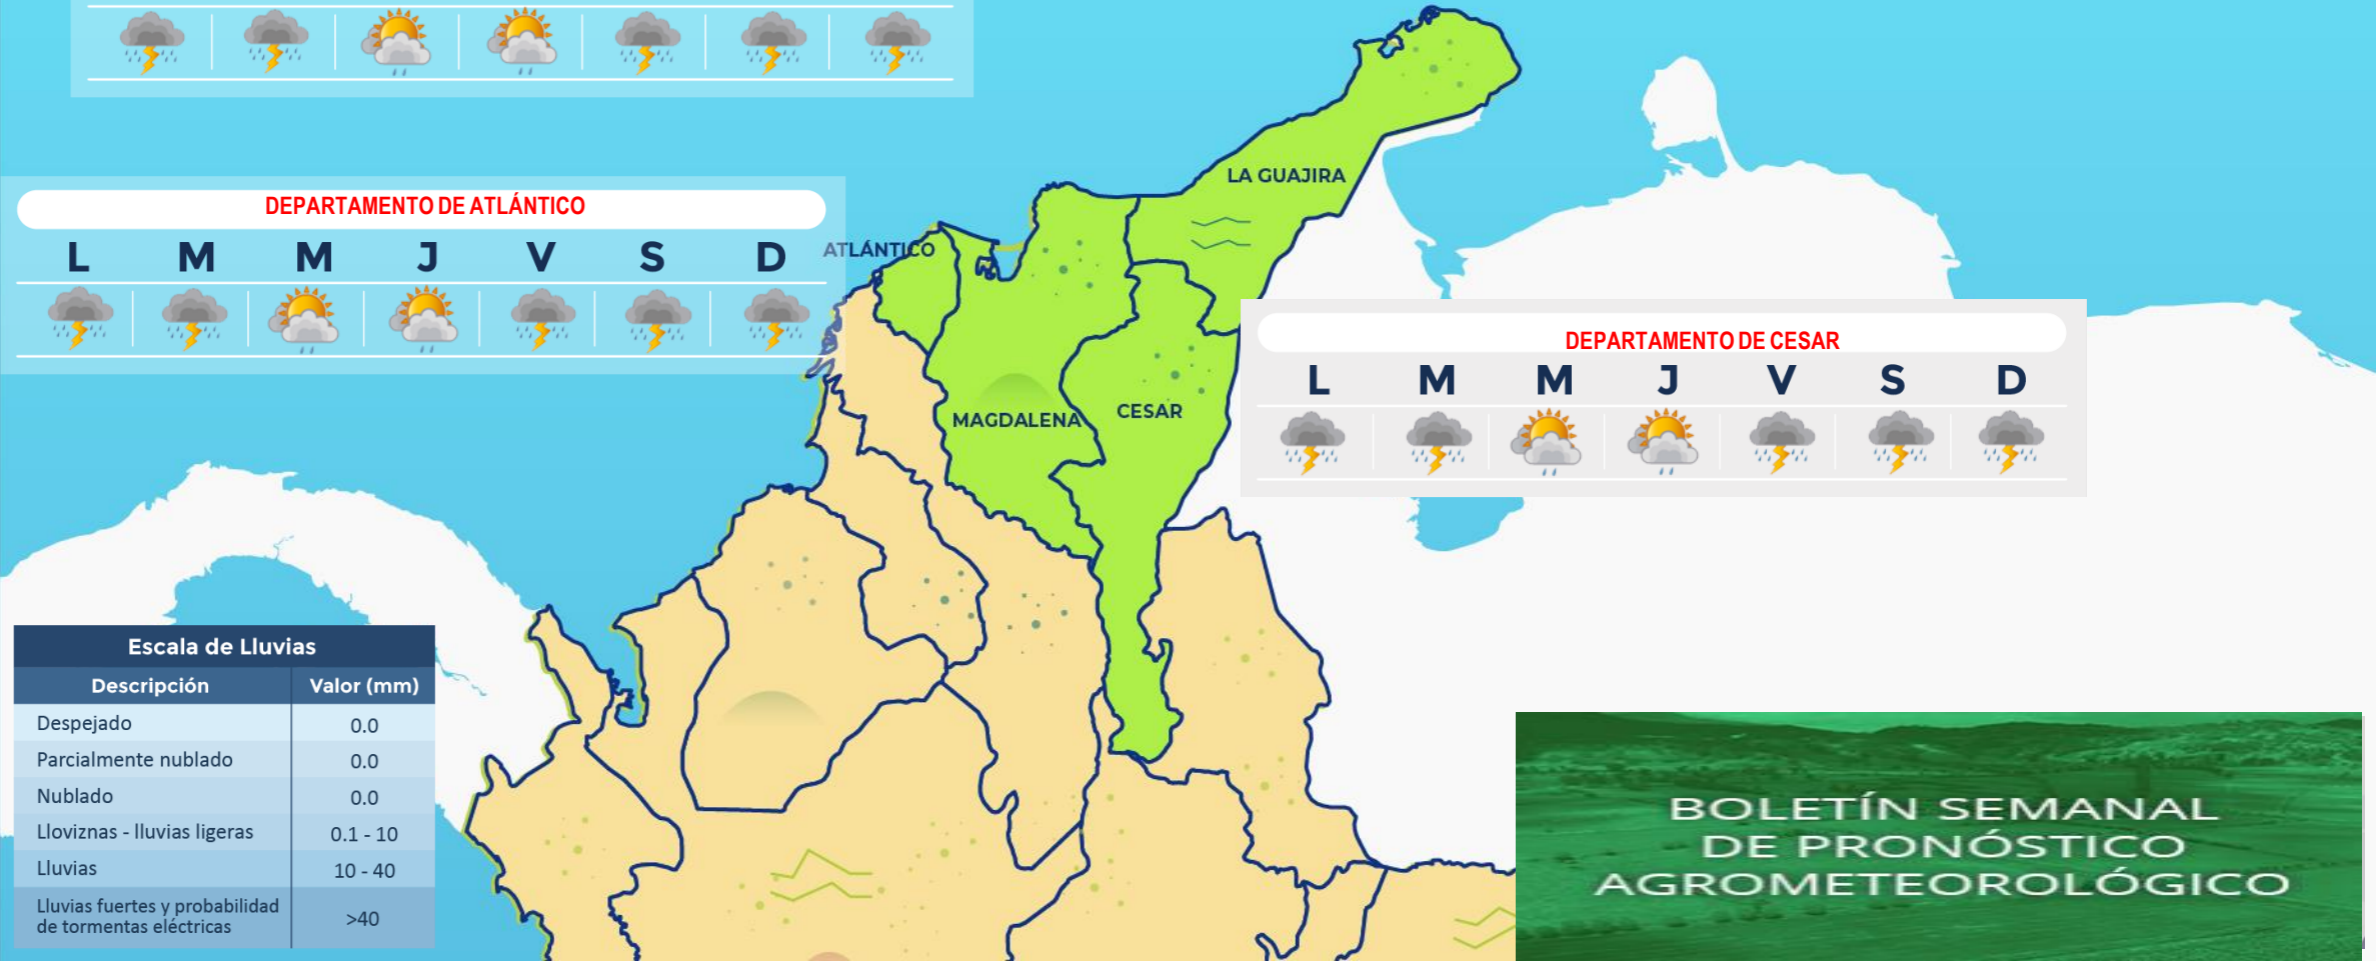 DEPARTAMENTO DE ATLÁNTICO
L M M J V S D
LA GUAJIRA
ATLÁNTICO
MAGDALENA
CESAR
DEPARTAMENTO DE CESAR
L M M J V S D
Escala de Lluvias
Descripción Valor (mm)
Despejado 0.0
Parcialmente nublado 0.0
Nublado 0.0
Lloviznas - lluvias ligeras 0.1 - 10
Lluvias 10 - 40
Lluvias fuertes y probabilidad
de tormentas eléctricas >40
BOLETÍN SEMANAL
DE PRONÓSTICO
AGROMETEOROLÓGICO